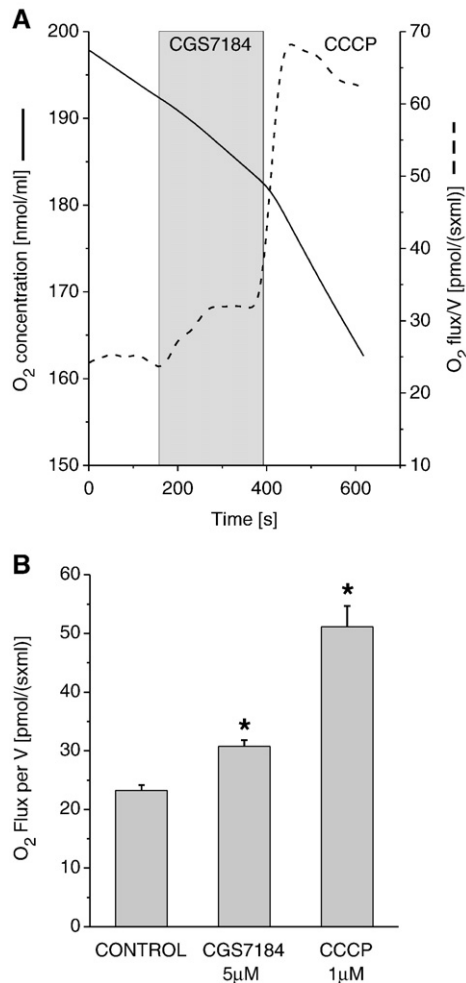 A
CGS7184
CCCP
200
190
180
170
160
150
O2 concentration [nmol/ml]
70
60
50
40
30
20
10
O2 flux/V [pmol/(sxml)]
0
200
400
600
Time [s]
B
60
50
40
30
20
10
0
O2 Flux per V [pmol/(sxml)]
*
*
CONTROL
CGS7184
5μM
CCCP
1μM